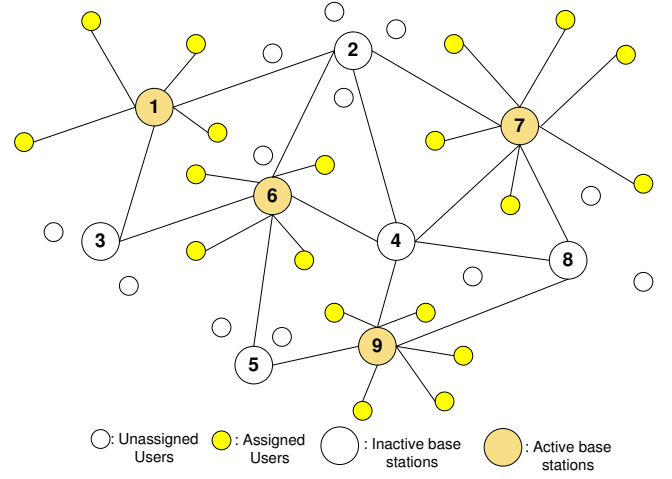 2
1
7
6
3
4
8
9
5
: Unassigned
Users
: Assigned
Users
: Inactive base
stations
: Active base
stations